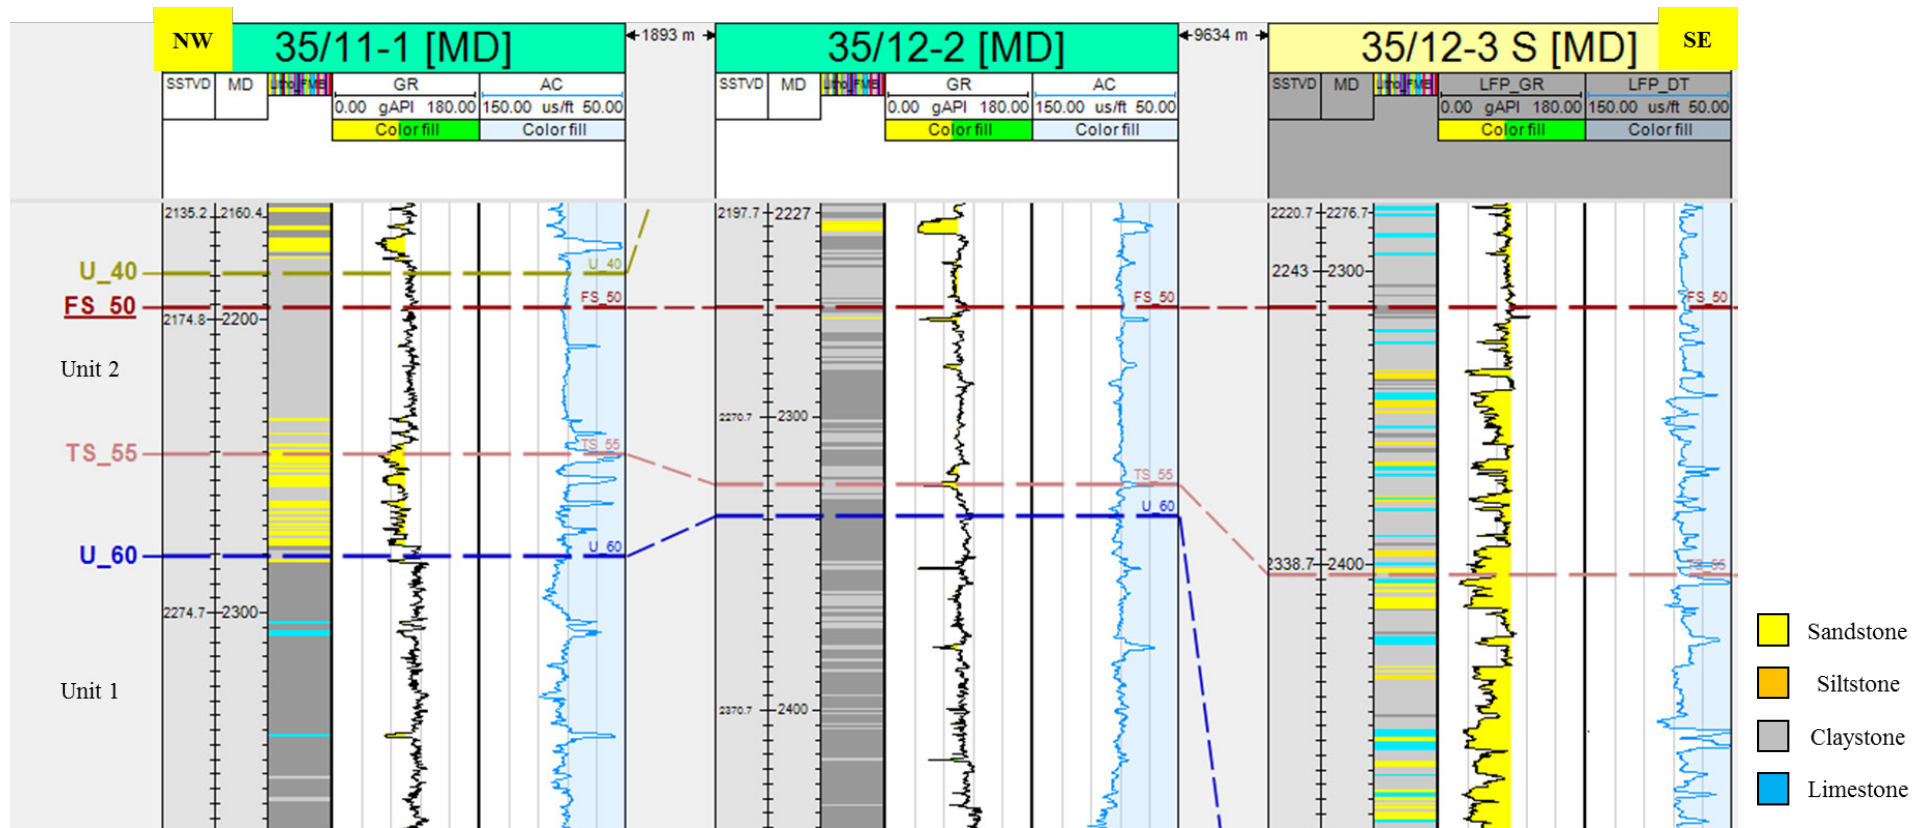 NW
35/11-1 [MD]
1893 m
35/12-2 [MD]
9634 m
35/12-3 S [MD]
SE
SSTVD MD GR AC
0.00 gAPI 180.00 150.00 us/ft 50.00
Color fill Color fill
SSTVD MD GR AC
0.00 gAPI 180.00 150.00 us/ft 50.00
Color fill Color fill
SSTVD MD LFP_GR LFP_DT
0.00 gAPI 180.00 150.00 us/ft 50.00
Color fill Color fill
2135.2 2160.4
2197.7 2227
2220.7 2276.7
U_40
U_40
2243 2300
FS_50
FS_50
FS_50
FS_50
2174.8 2200
Unit 2
2270.7 2300
TS_55
TS_55
TS_55
U_60
U_60
U_60
2338.7 2400
TS_55
2274.7 2300
Unit 1
2370.7 2400
Sandstone
Siltstone
Claystone
Limestone